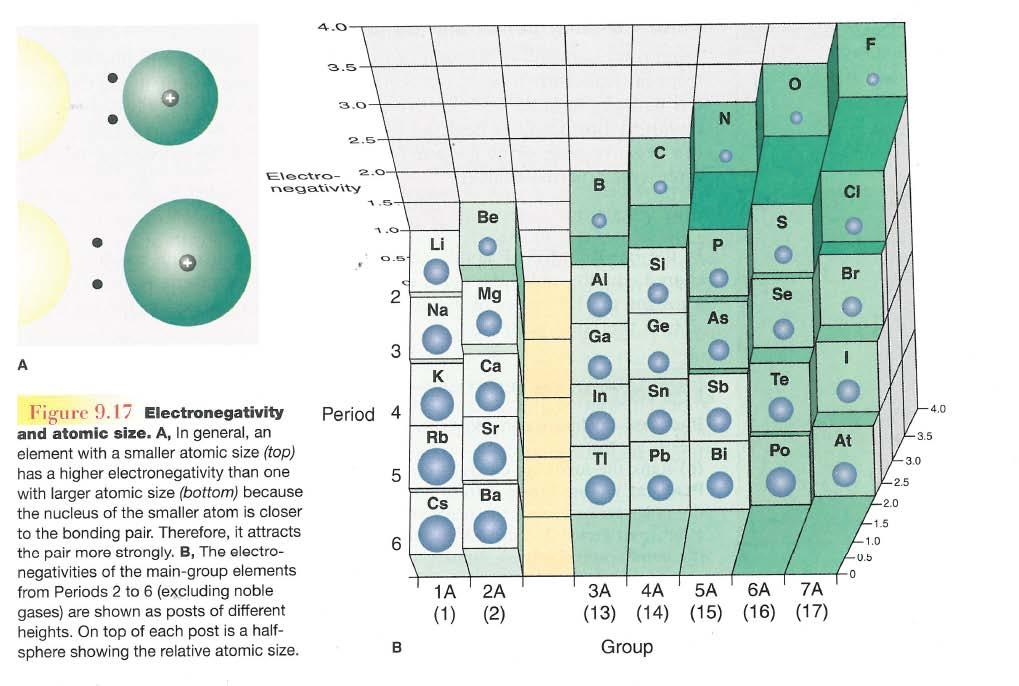 +
+
A
Figure 9.17 Electronegativity
and atomic size. A, In general, an
element with a smaller atomic size (top)
has a higher electronegativity than one
with larger atomic size (bottom) because
the nucleus of the smaller atom is closer
to the bonding pair. Therefore, it attracts
the pair more strongly. B, The electro-
negativities of the main-group elements
from Periods 2 to 6 (excluding noble
gases) are shown as posts of different
heights. On top of each post is a half-
sphere showing the relative atomic size.
4.0
3.5
3.0
2.5
2.0
1.5
1.0
0.5
0
Electro-
negativity
Li Be B C N O F
Na Mg Al Si P S Cl
K Ca Ga Ge As Se Br
Rb Sr In Sn Sb Te I
Cs Ba Tl Pb Bi Po At
2
3
Period 4
5
6
4.0
3.5
3.0
2.5
2.0
1.5
1.0
0.5
0
1A 2A 3A 4A 5A 6A 7A
(1) (2) (13) (14) (15) (16) (17)
B Group